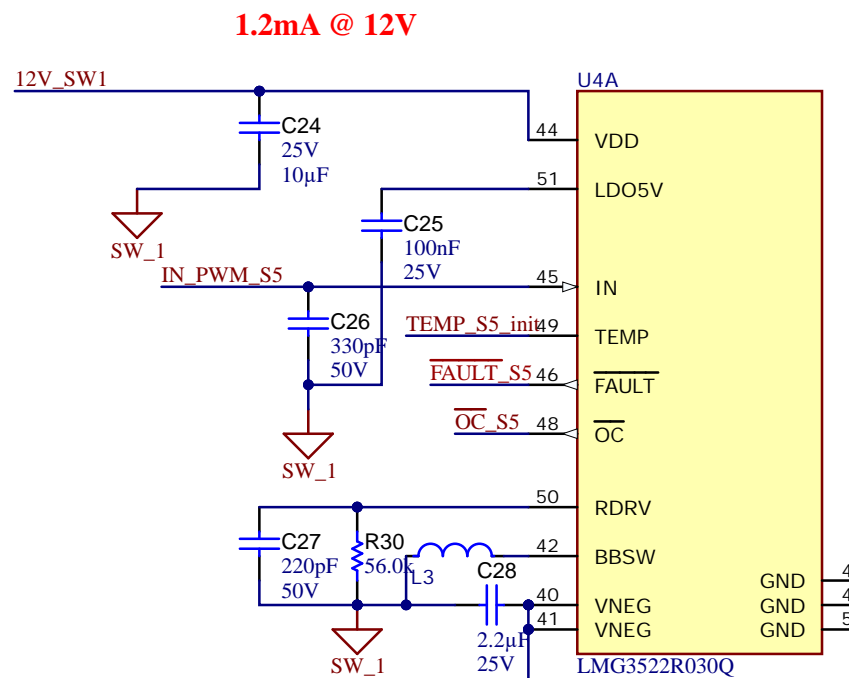 1.2mA @ 12V
12V_SW1
U4A
C24
25V
10µF
44
VDD
51
LDO5V
SW_1
C25
100nF
25V
IN_PWM_S5
45
IN
C26
330pF
50V
TEMP_S5_init
49
TEMP
FAULT_S5
46
FAULT
OC_S5
48
OC
SW_1
50
RDRV
C27
220pF
50V
R30
56.0k
L3
42
BBSW
C28
2.2µF
25V
40
VNEG
41
VNEG
GND
GND
GND
SW_1
LMG3522R030Q